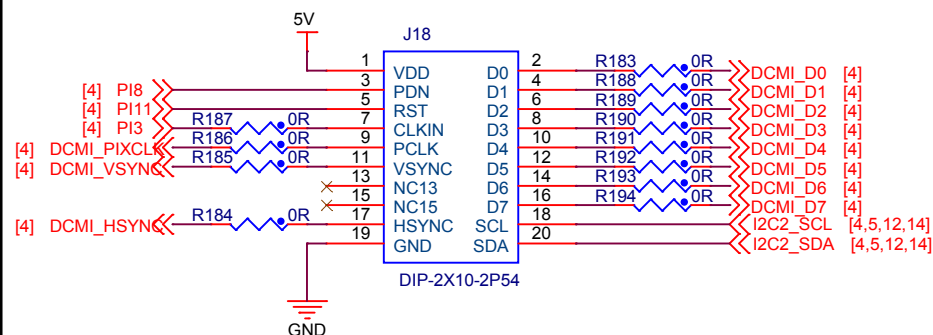 5V
J18
1 VDD D0 2 R183 0R DCMI_D0 [4]
[4] PI8 3 PDN D1 4 R188 0R DCMI_D1 [4]
[4] PI11 5 RST D2 6 R189 0R DCMI_D2 [4]
[4] PI3 R187 0R 7 CLKIN D3 8 R190 0R DCMI_D3 [4]
[4] DCMI_PIXCLK R186 0R 9 PCLK D4 10 R191 0R DCMI_D4 [4]
[4] DCMI_VSYNC R185 0R 11 VSYNC D5 12 R192 0R DCMI_D5 [4]
13 NC13 D6 14 R193 0R DCMI_D6 [4]
15 NC15 D7 16 R194 0R DCMI_D7 [4]
[4] DCMI_HSYNC R184 0R 17 HSYNC SCL 18 I2C2_SCL [4,5,12,14]
19 GND SDA 20 I2C2_SDA [4,5,12,14]
DIP-2X10-2P54
GND